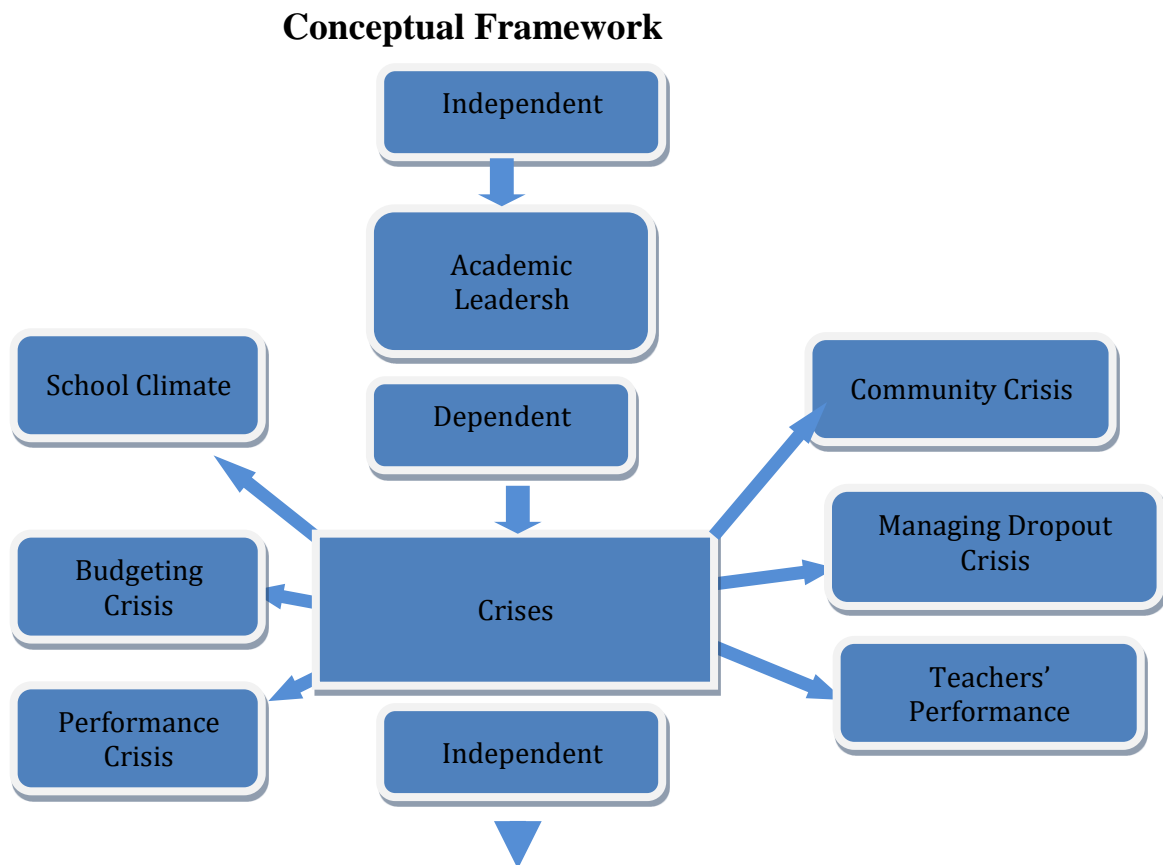 Conceptual Framework
Independent
Academic
Leadersh
School Climate
Dependent
Community Crisis
Budgeting
Crisis
Crises
Managing Dropout
Crisis
Performance
Crisis
Independent
Teachers’
Performance